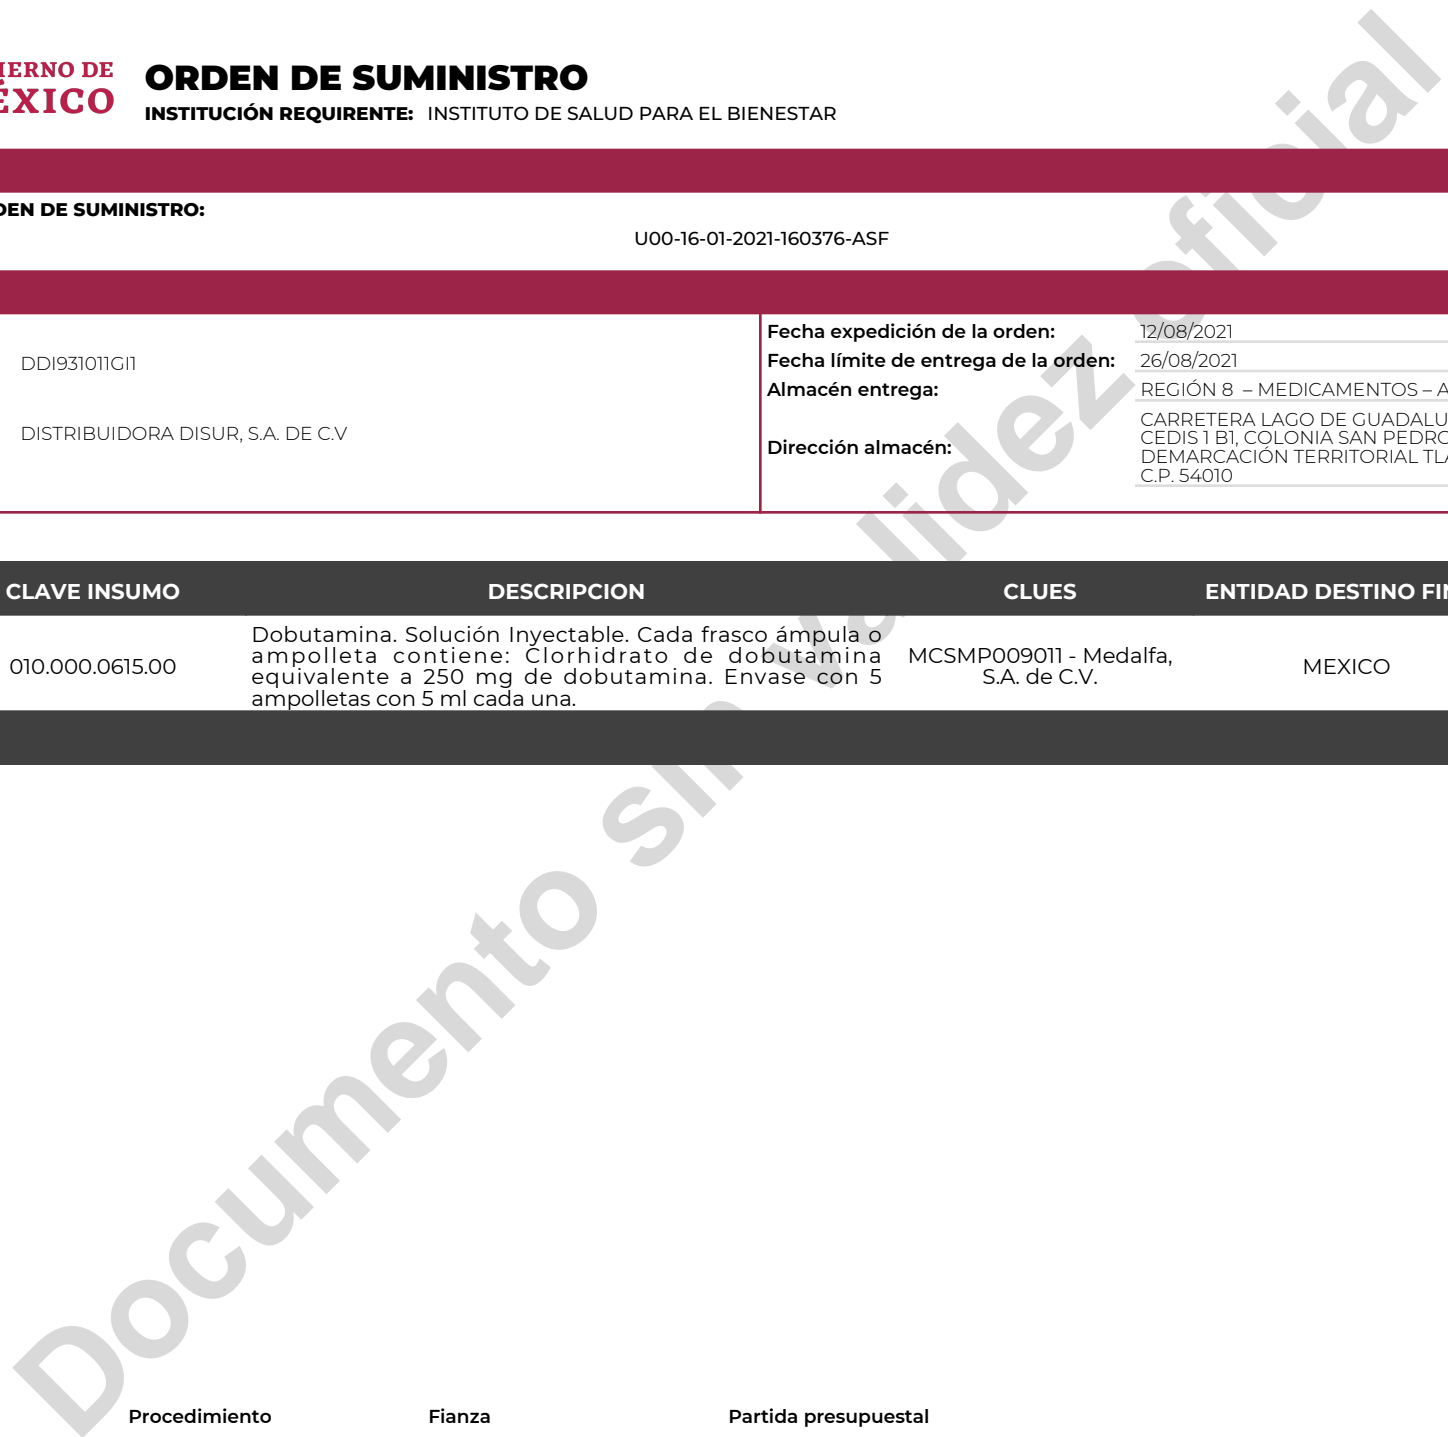 IERNO DE
ÉXICO
ORDEN DE SUMINISTRO
INSTITUCIÓN REQUIRENTE: INSTITUTO DE SALUD PARA EL BIENESTAR
DEN DE SUMINISTRO:
U00-16-01-2021-160376-ASF
DDI931011GI1
DISTRIBUIDORA DISUR, S.A. DE C.V
Fecha expedición de la orden: 12/08/2021
Fecha límite de entrega de la orden: 26/08/2021
Almacén entrega: REGIÓN 8 – MEDICAMENTOS – A
Dirección almacén:
CARRETERA LAGO DE GUADALU
CEDIS 1 B1, COLONIA SAN PEDRO
DEMARCACIÓN TERRITORIAL TLA
C.P. 54010
CLAVE INSUMO DESCRIPCION CLUES ENTIDAD DESTINO FIN
010.000.0615.00
Dobutamina. Solución Inyectable. Cada frasco ámpula o
ampolleta contiene: Clorhidrato de dobutamina
equivalente a 250 mg de dobutamina. Envase con 5
ampolletas con 5 ml cada una.
MCSMP009011 - Medalfa,
S.A. de C.V.
MEXICO
Documento sin validez oficial
Procedimiento Fianza Partida presupuestal